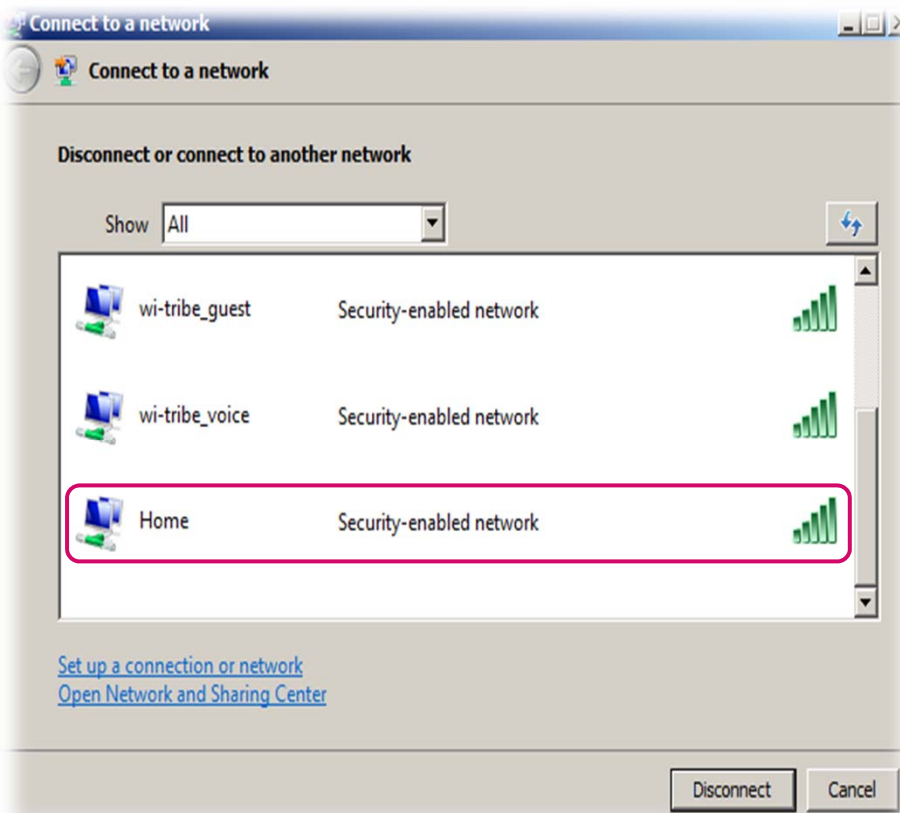 Connect to a network
Connect to a network
Disconnect or connect to another network
Show All
wi-tribe_guest Security-enabled network
wi-tribe_voice Security-enabled network
Home Security-enabled network
Set up a connection or network
Open Network and Sharing Center
Disconnect Cancel